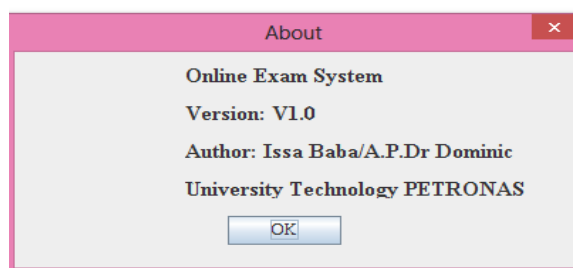 About
Online Exam System
Version: V1.0
Author: Issa Baba/A.P.Dr Dominic
University Technology PETRONAS
OK